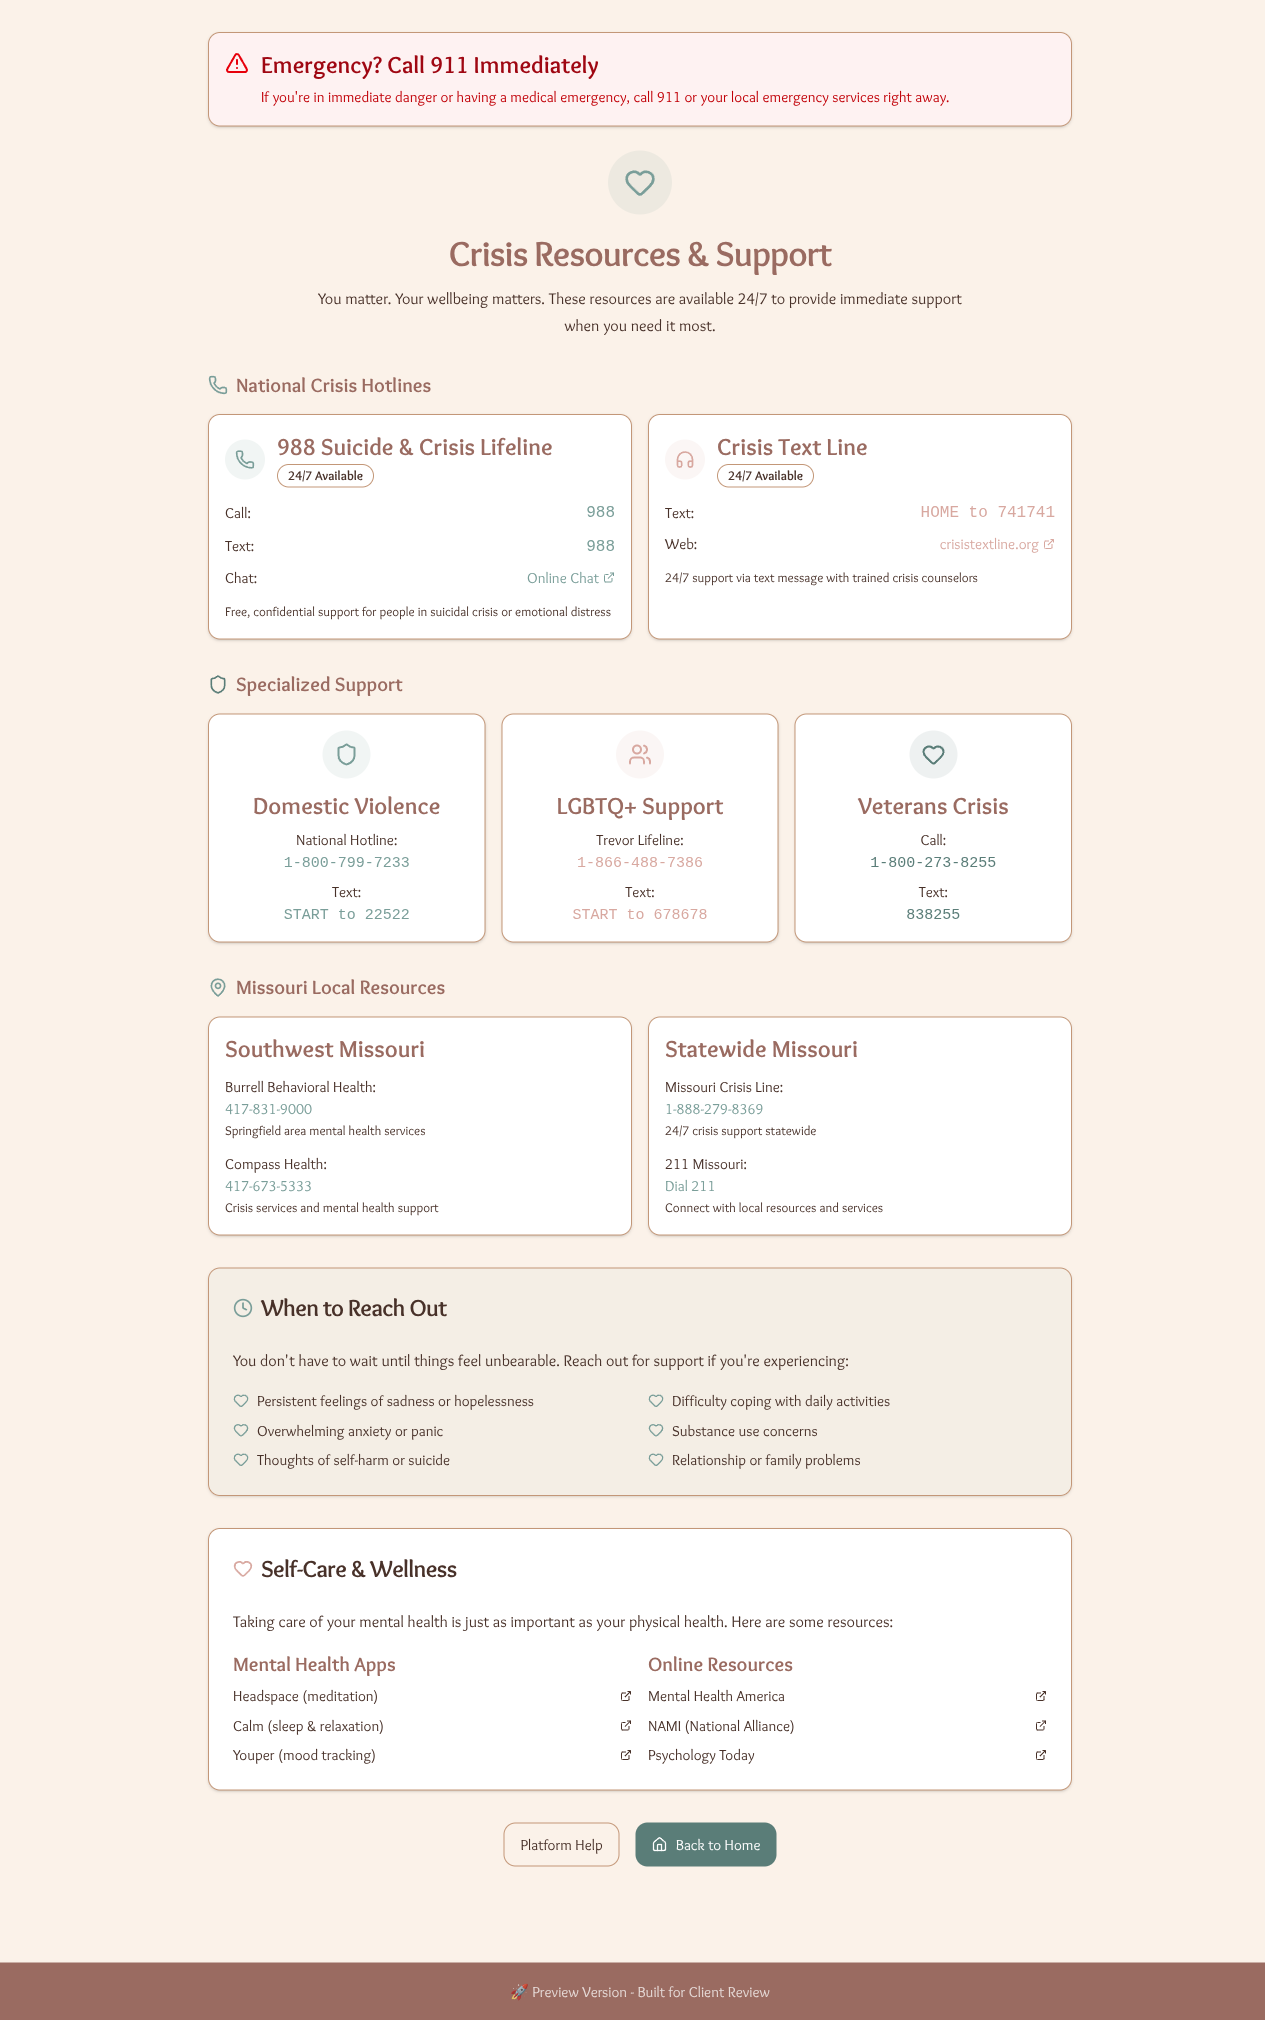 Emergency? Call 911 Immediately
If you're in immediate danger or having a medical emergency, call 911 or your local emergency services right away.
Crisis Resources & Support
You matter. Your wellbeing matters. These resources are available 24/7 to provide immediate support
when you need it most.
National Crisis Hotlines
988 Suicide & Crisis Lifeline
24/7 Available
Call: 988
Text: 988
Chat: Online Chat
Free, confidential support for people in suicidal crisis or emotional distress
Crisis Text Line
24/7 Available
Text: HOME to 741741
Web: crisistextline.org
24/7 support via text message with trained crisis counselors
Specialized Support
Domestic Violence
National Hotline:
1-800-799-7233
Text:
START to 22522
LGBTQ+ Support
Trevor Lifeline:
1-866-488-7386
Text:
START to 678678
Veterans Crisis
Call:
1-800-273-8255
Text:
838255
Missouri Local Resources
Southwest Missouri
Burrell Behavioral Health:
417-831-9000
Springfield area mental health services
Compass Health:
417-673-5333
Crisis services and mental health support
Statewide Missouri
Missouri Crisis Line:
1-888-279-8369
24/7 crisis support statewide
211 Missouri:
Dial 211
Connect with local resources and services
When to Reach Out
You don't have to wait until things feel unbearable. Reach out for support if you're experiencing:
Persistent feelings of sadness or hopelessness
Overwhelming anxiety or panic
Thoughts of self-harm or suicide
Difficulty coping with daily activities
Substance use concerns
Relationship or family problems
Self-Care & Wellness
Taking care of your mental health is just as important as your physical health. Here are some resources:
Mental Health Apps
Headspace (meditation)
Calm (sleep & relaxation)
Youper (mood tracking)
Online Resources
Mental Health America
NAMI (National Alliance)
Psychology Today
Platform Help
Back to Home
🚀 Preview Version - Built for Client Review